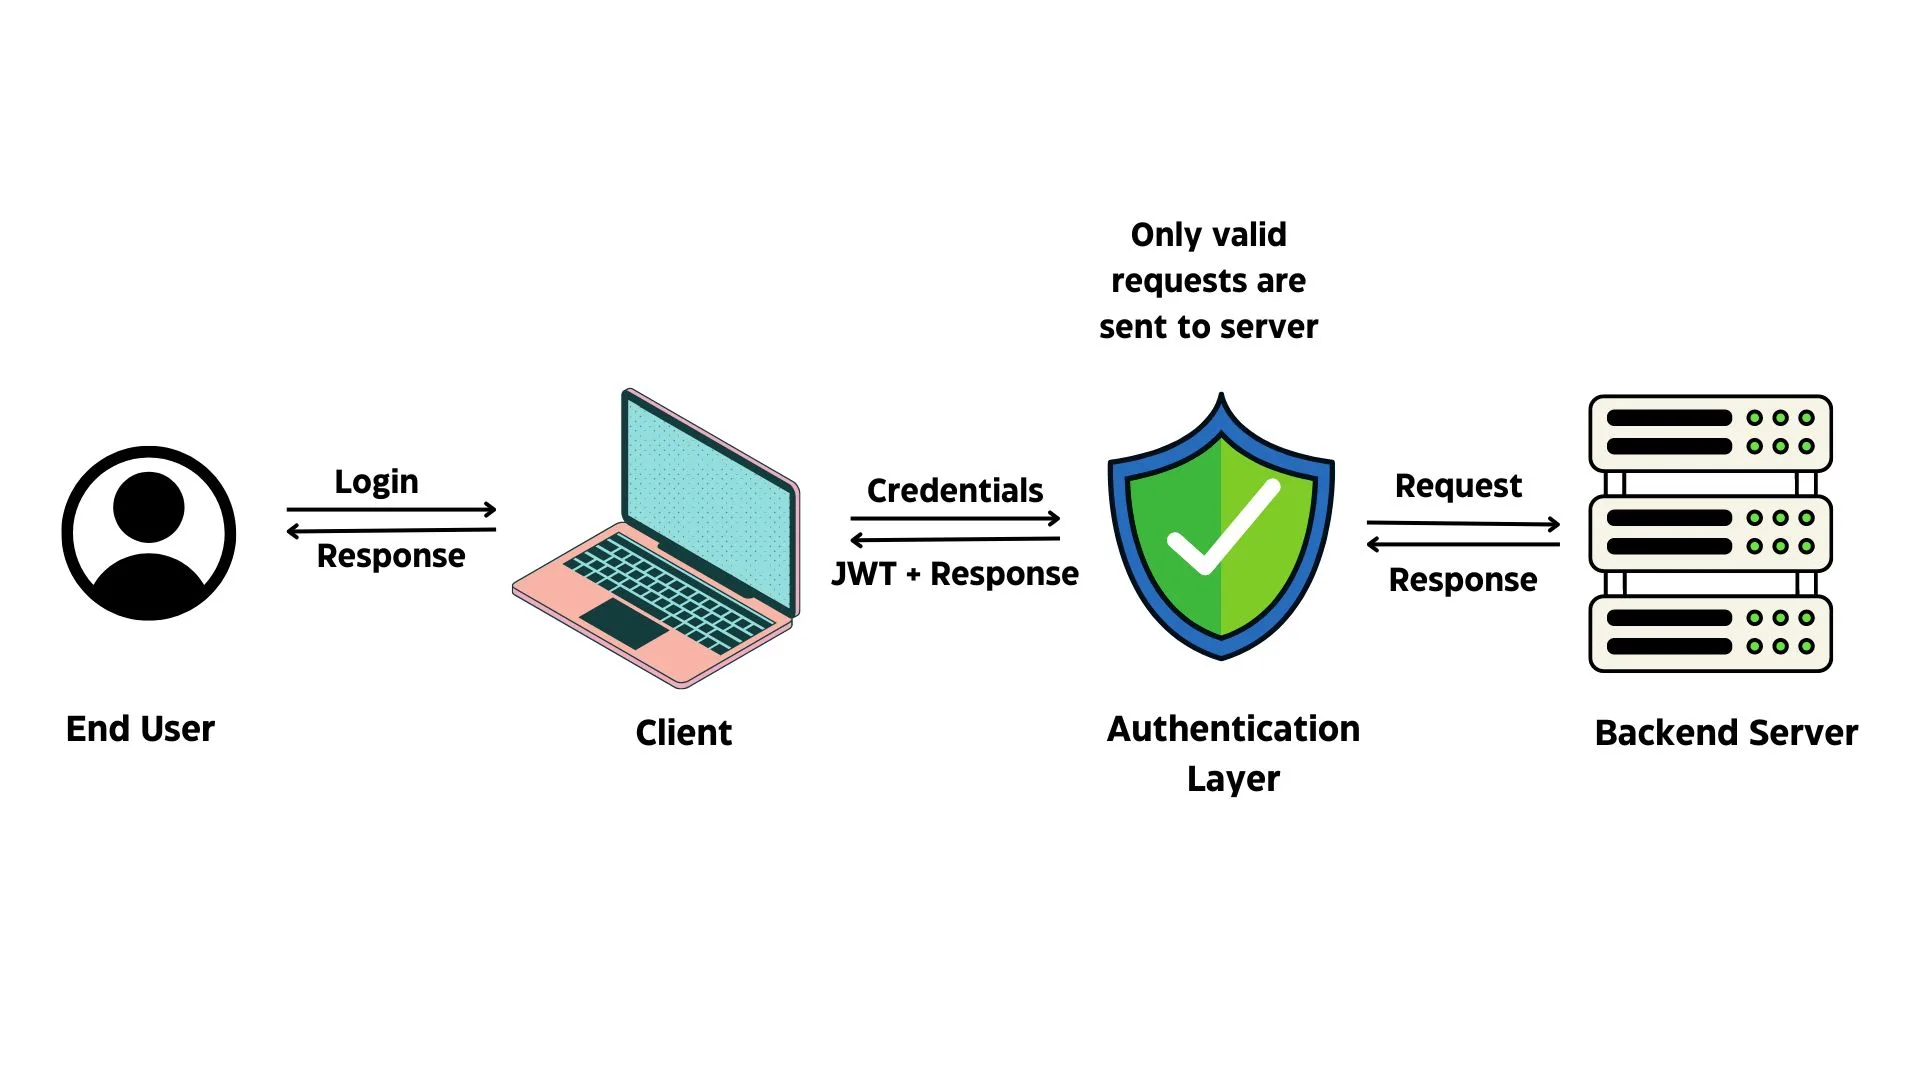 Only valid
requests are
sent to server
Login
Response
Credentials
JWT + Response
Request
Response
End User
Client
Authentication
Layer
Backend Server